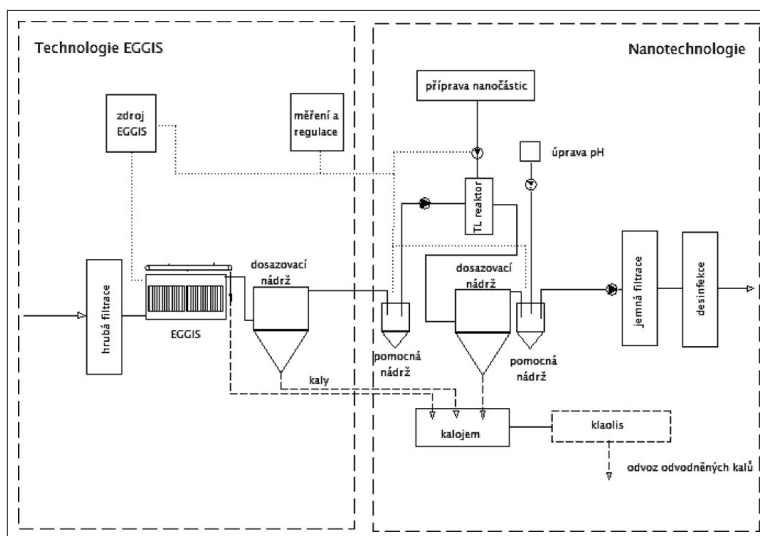 Technologie EGGIS
Nanotechnologie
zdroj
EGGIS
měření a
regulace
příprava nanočástic
úprava pH
TL reaktor
hrubá filtrace
EGGIS
dosazovací
nádrž
pomocná
nádrž
dosazovací
nádrž
pomocná
nádrž
jemná filtrace
desinfekce
kaly
kalojem
klaolis
odvoz odvodněných kalů